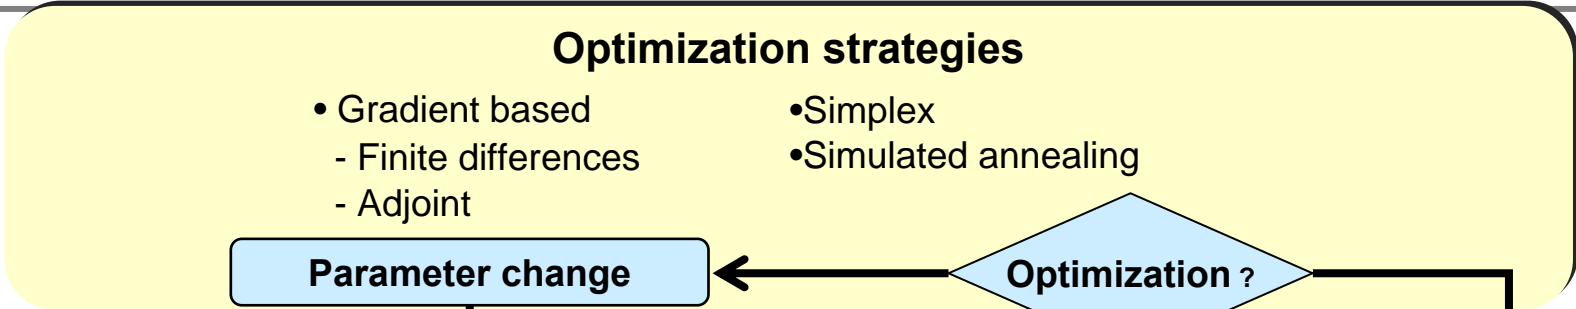 Optimization strategies
• Gradient based
- Finite differences
- Adjoint
•Simplex
•Simulated annealing
Parameter change
Optimization ?